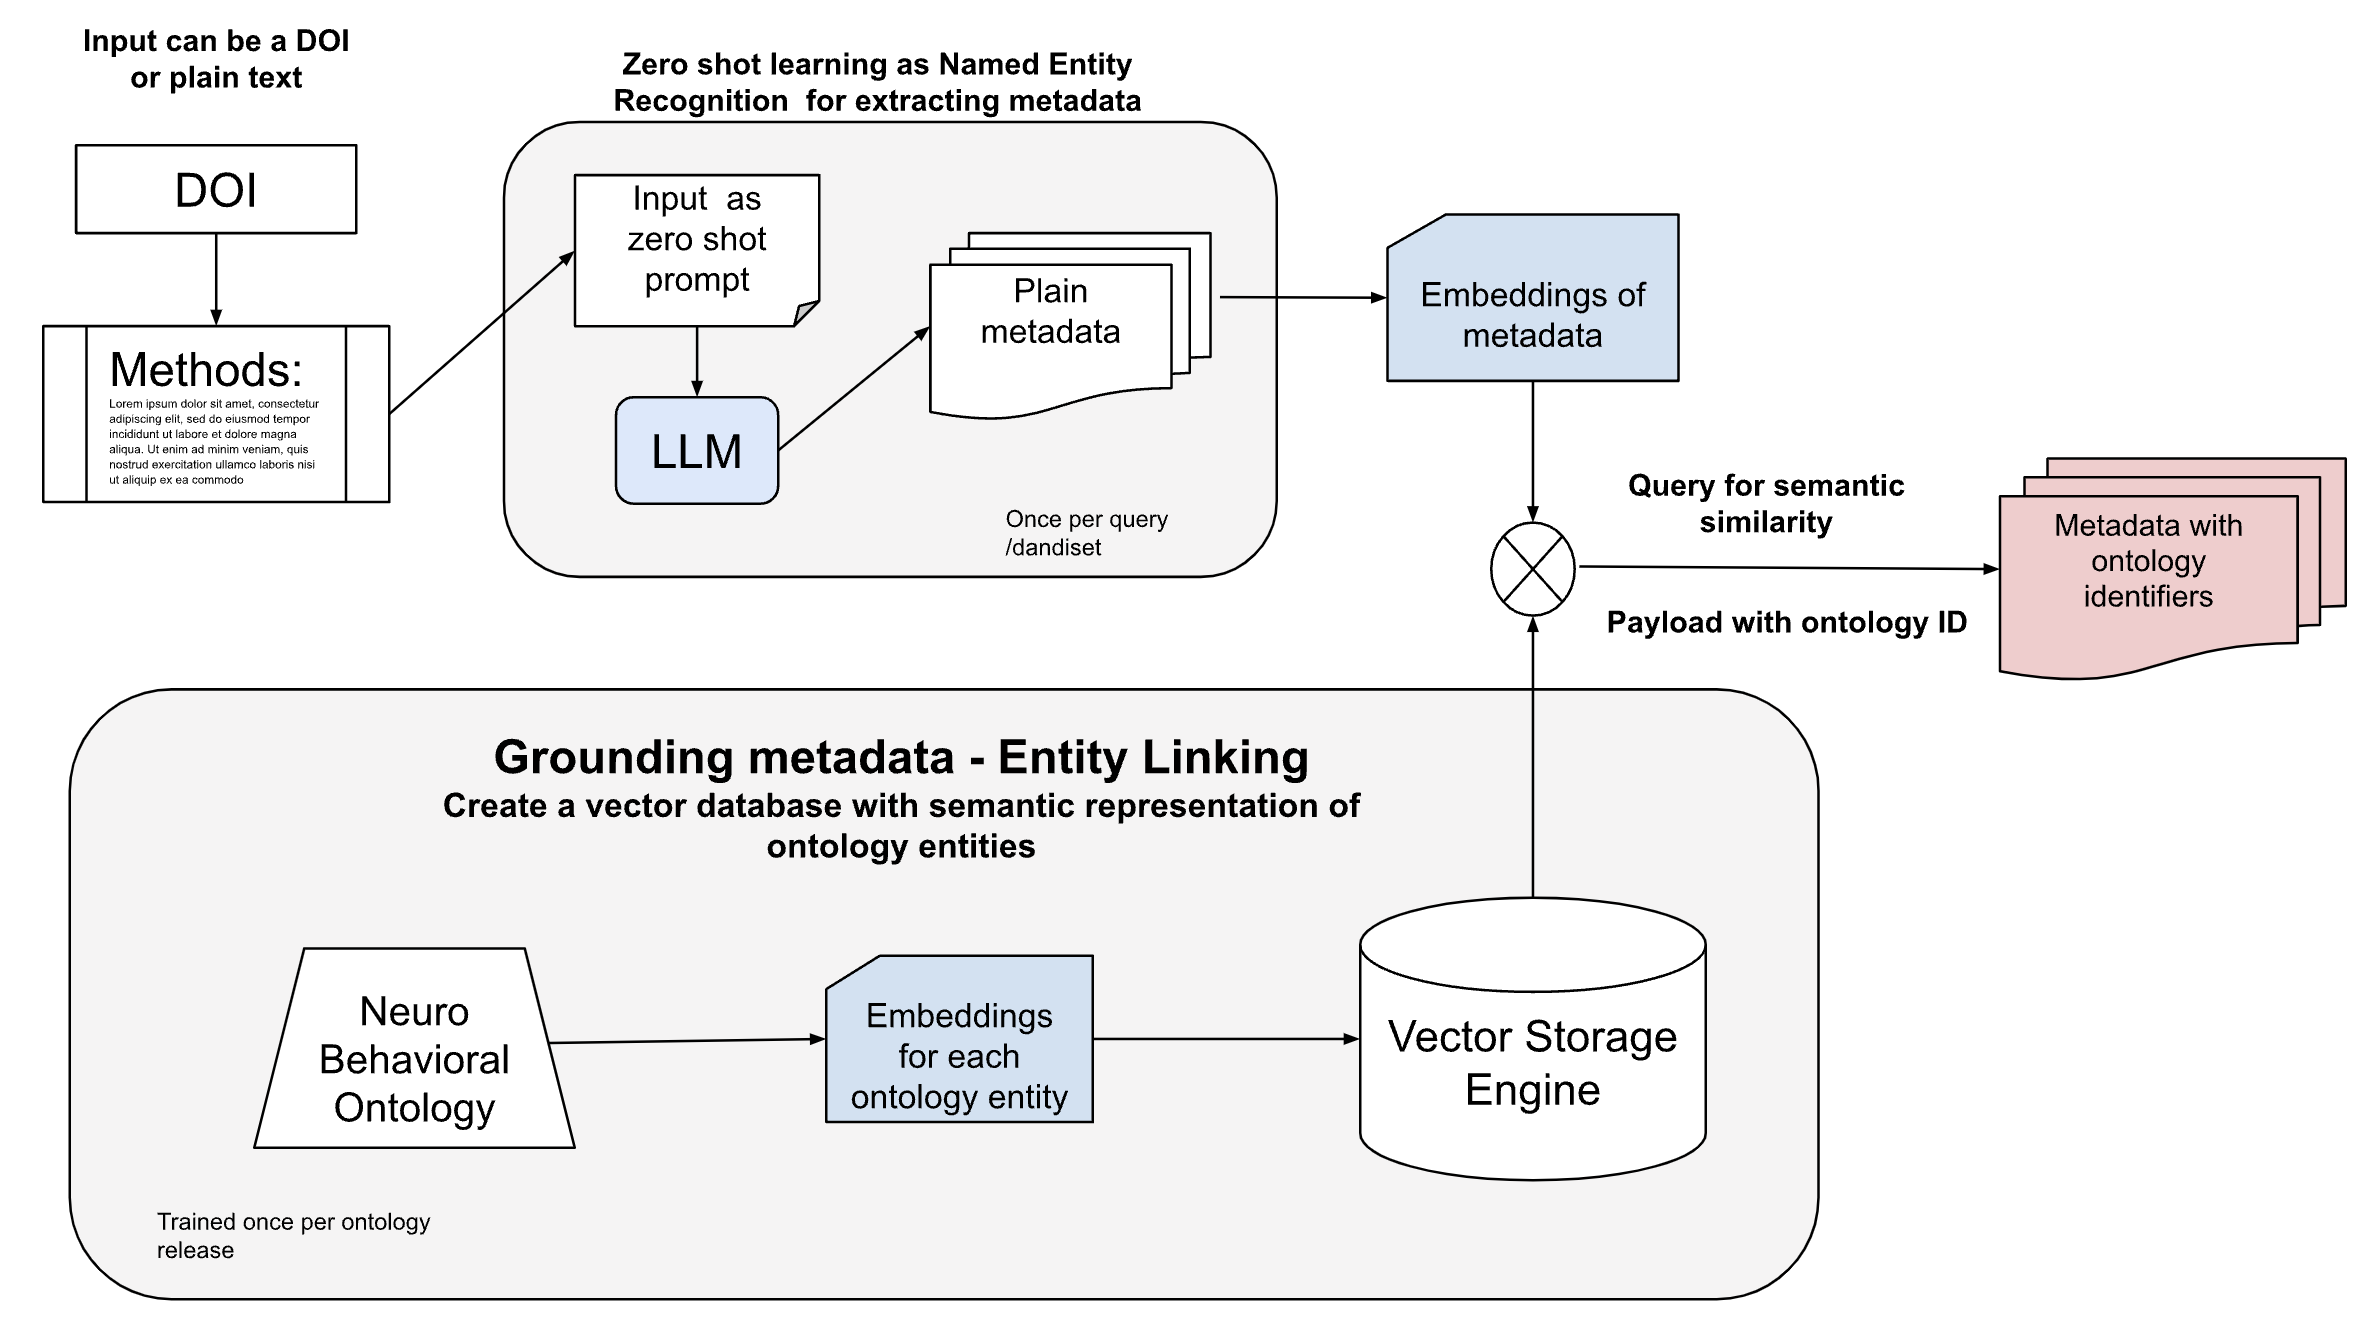 Input can be a DOI
or plain text
DOI
Methods:
Lorem ipsum dolor sit amet, consectetur
adipiscing elit, sed do eiusmod tempor
incididunt ut labore et dolore magna
aliqua. Ut enim ad minim veniam, quis
nostrud exercitation ullamco laboris nisi
ut aliquip ex ea commodo
Zero shot learning as Named Entity
Recognition  for extracting metadata
Input  as
zero shot
prompt
LLM
Plain
metadata
Once per query
/dandiset
Embeddings of
metadata
Query for semantic
similarity
Payload with ontology ID
Metadata with
ontology
identifiers
Grounding metadata - Entity Linking
Create a vector database with semantic representation of
ontology entities
Neuro
Behavioral
Ontology
Embeddings
for each
ontology entity
Vector Storage
Engine
Trained once per ontology
release